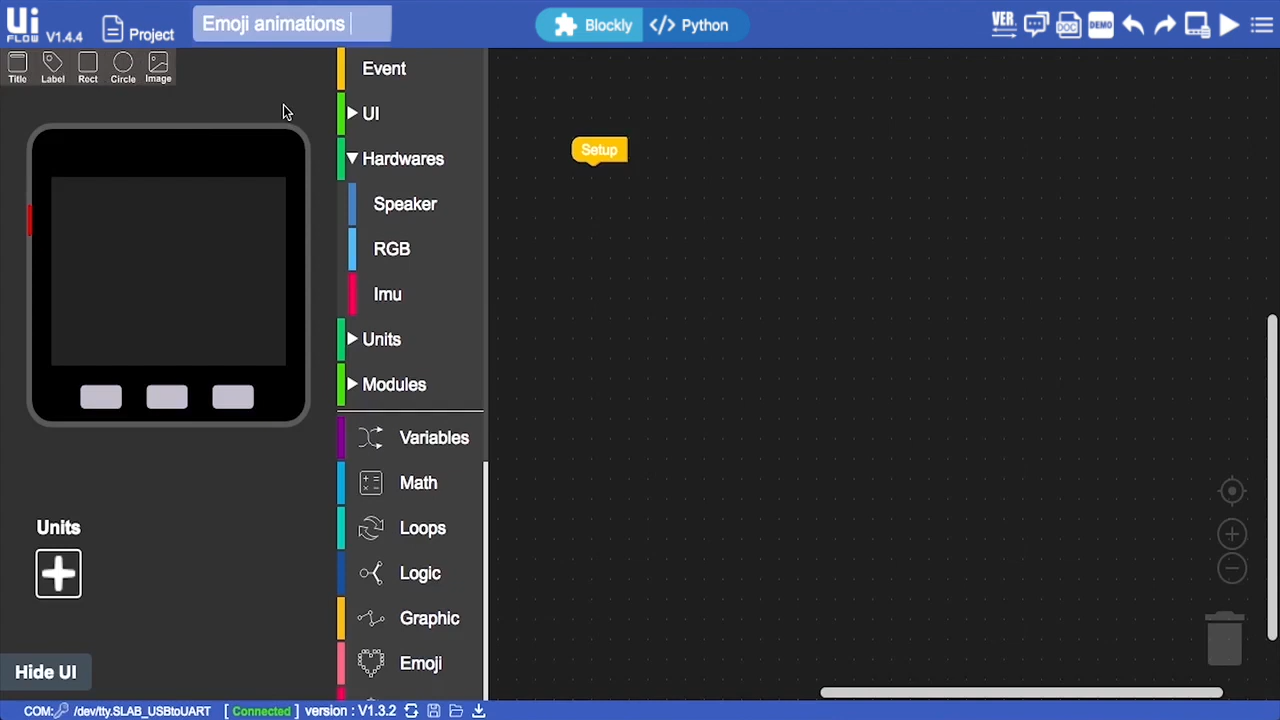 Ui
FLOW V1.4.4
Project
Emoji animations
Blockly
</> Python
VER.
DOC
DEMO
Title
Label
Rect
Circle
Image
Event
UI
Hardwares
Speaker
RGB
Imu
Units
Modules
Variables
Math
Loops
Logic
Graphic
Emoji
Setup
Units
Hide UI
COM: /dev/tty.SLAB_USBtoUART [ Connected ] version : V1.3.2